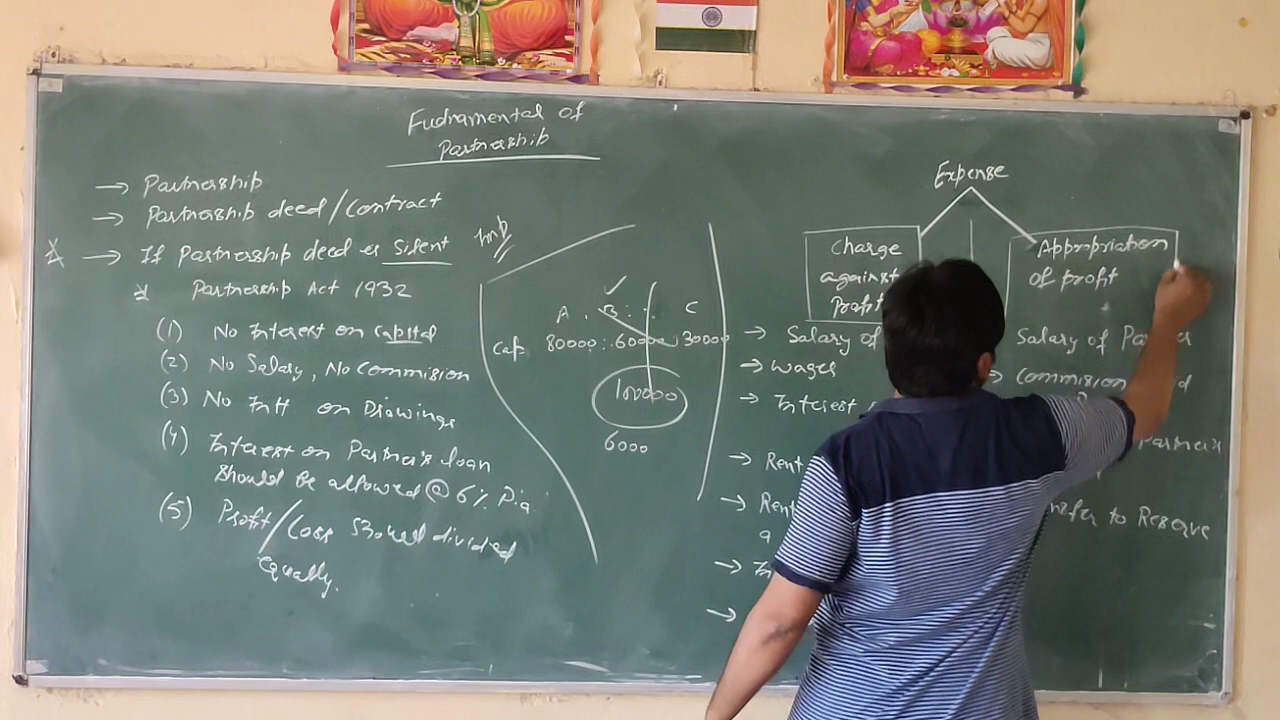 Fudramental of
Partnership
→ Partnership
→ Partnership deed/Contract
→ If Partnership deed is Silent
Imp
Partnership Act 1932
(1) No Interest on Capital
(2) No Salary, No Commision
(3) No Intt on Drawings
(4) Interest on Partner's loan
should be allowed @ 6% P.a.
(5) Profit/Loss should divided
equally.
A : B : C
Cap. 80000 : 60000 30000
100000
6000
Expense
Charge
against
Profit
Appropriation
of profit
→ Salary of
→ wages
→ Interest
→ Rent
→ Rent
a
→
→
Salary of
→ Commision
Partner's
to Reserve